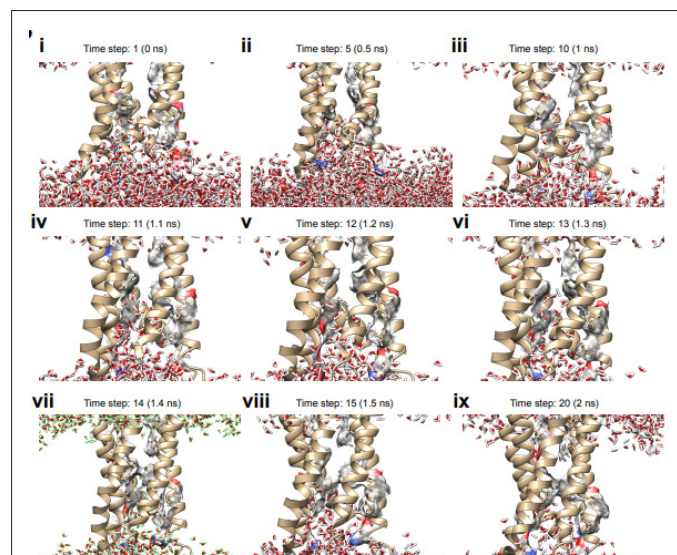 i Time step: 1 (0 ns)
ii Time step: 5 (0.5 ns)
iii Time step: 10 (1 ns)
iv Time step: 11 (1.1 ns)
v Time step: 12 (1.2 ns)
vi Time step: 13 (1.3 ns)
vii Time step: 14 (1.4 ns)
viii Time step: 15 (1.5 ns)
ix Time step: 20 (2 ns)